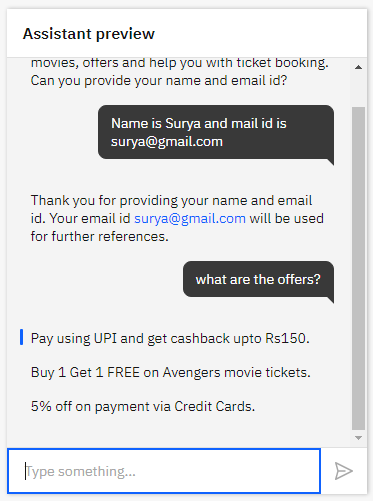 Assistant preview
movies, offers and help you with ticket booking.
Can you provide your name and email id?
Name is Surya and mail id is
surya@gmail.com
Thank you for providing your name and email
id. Your email id surya@gmail.com will be used
for further references.
what are the offers?
Pay using UPI and get cashback upto Rs150.
Buy 1 Get 1 FREE on Avengers movie tickets.
5% off on payment via Credit Cards.
Type something...